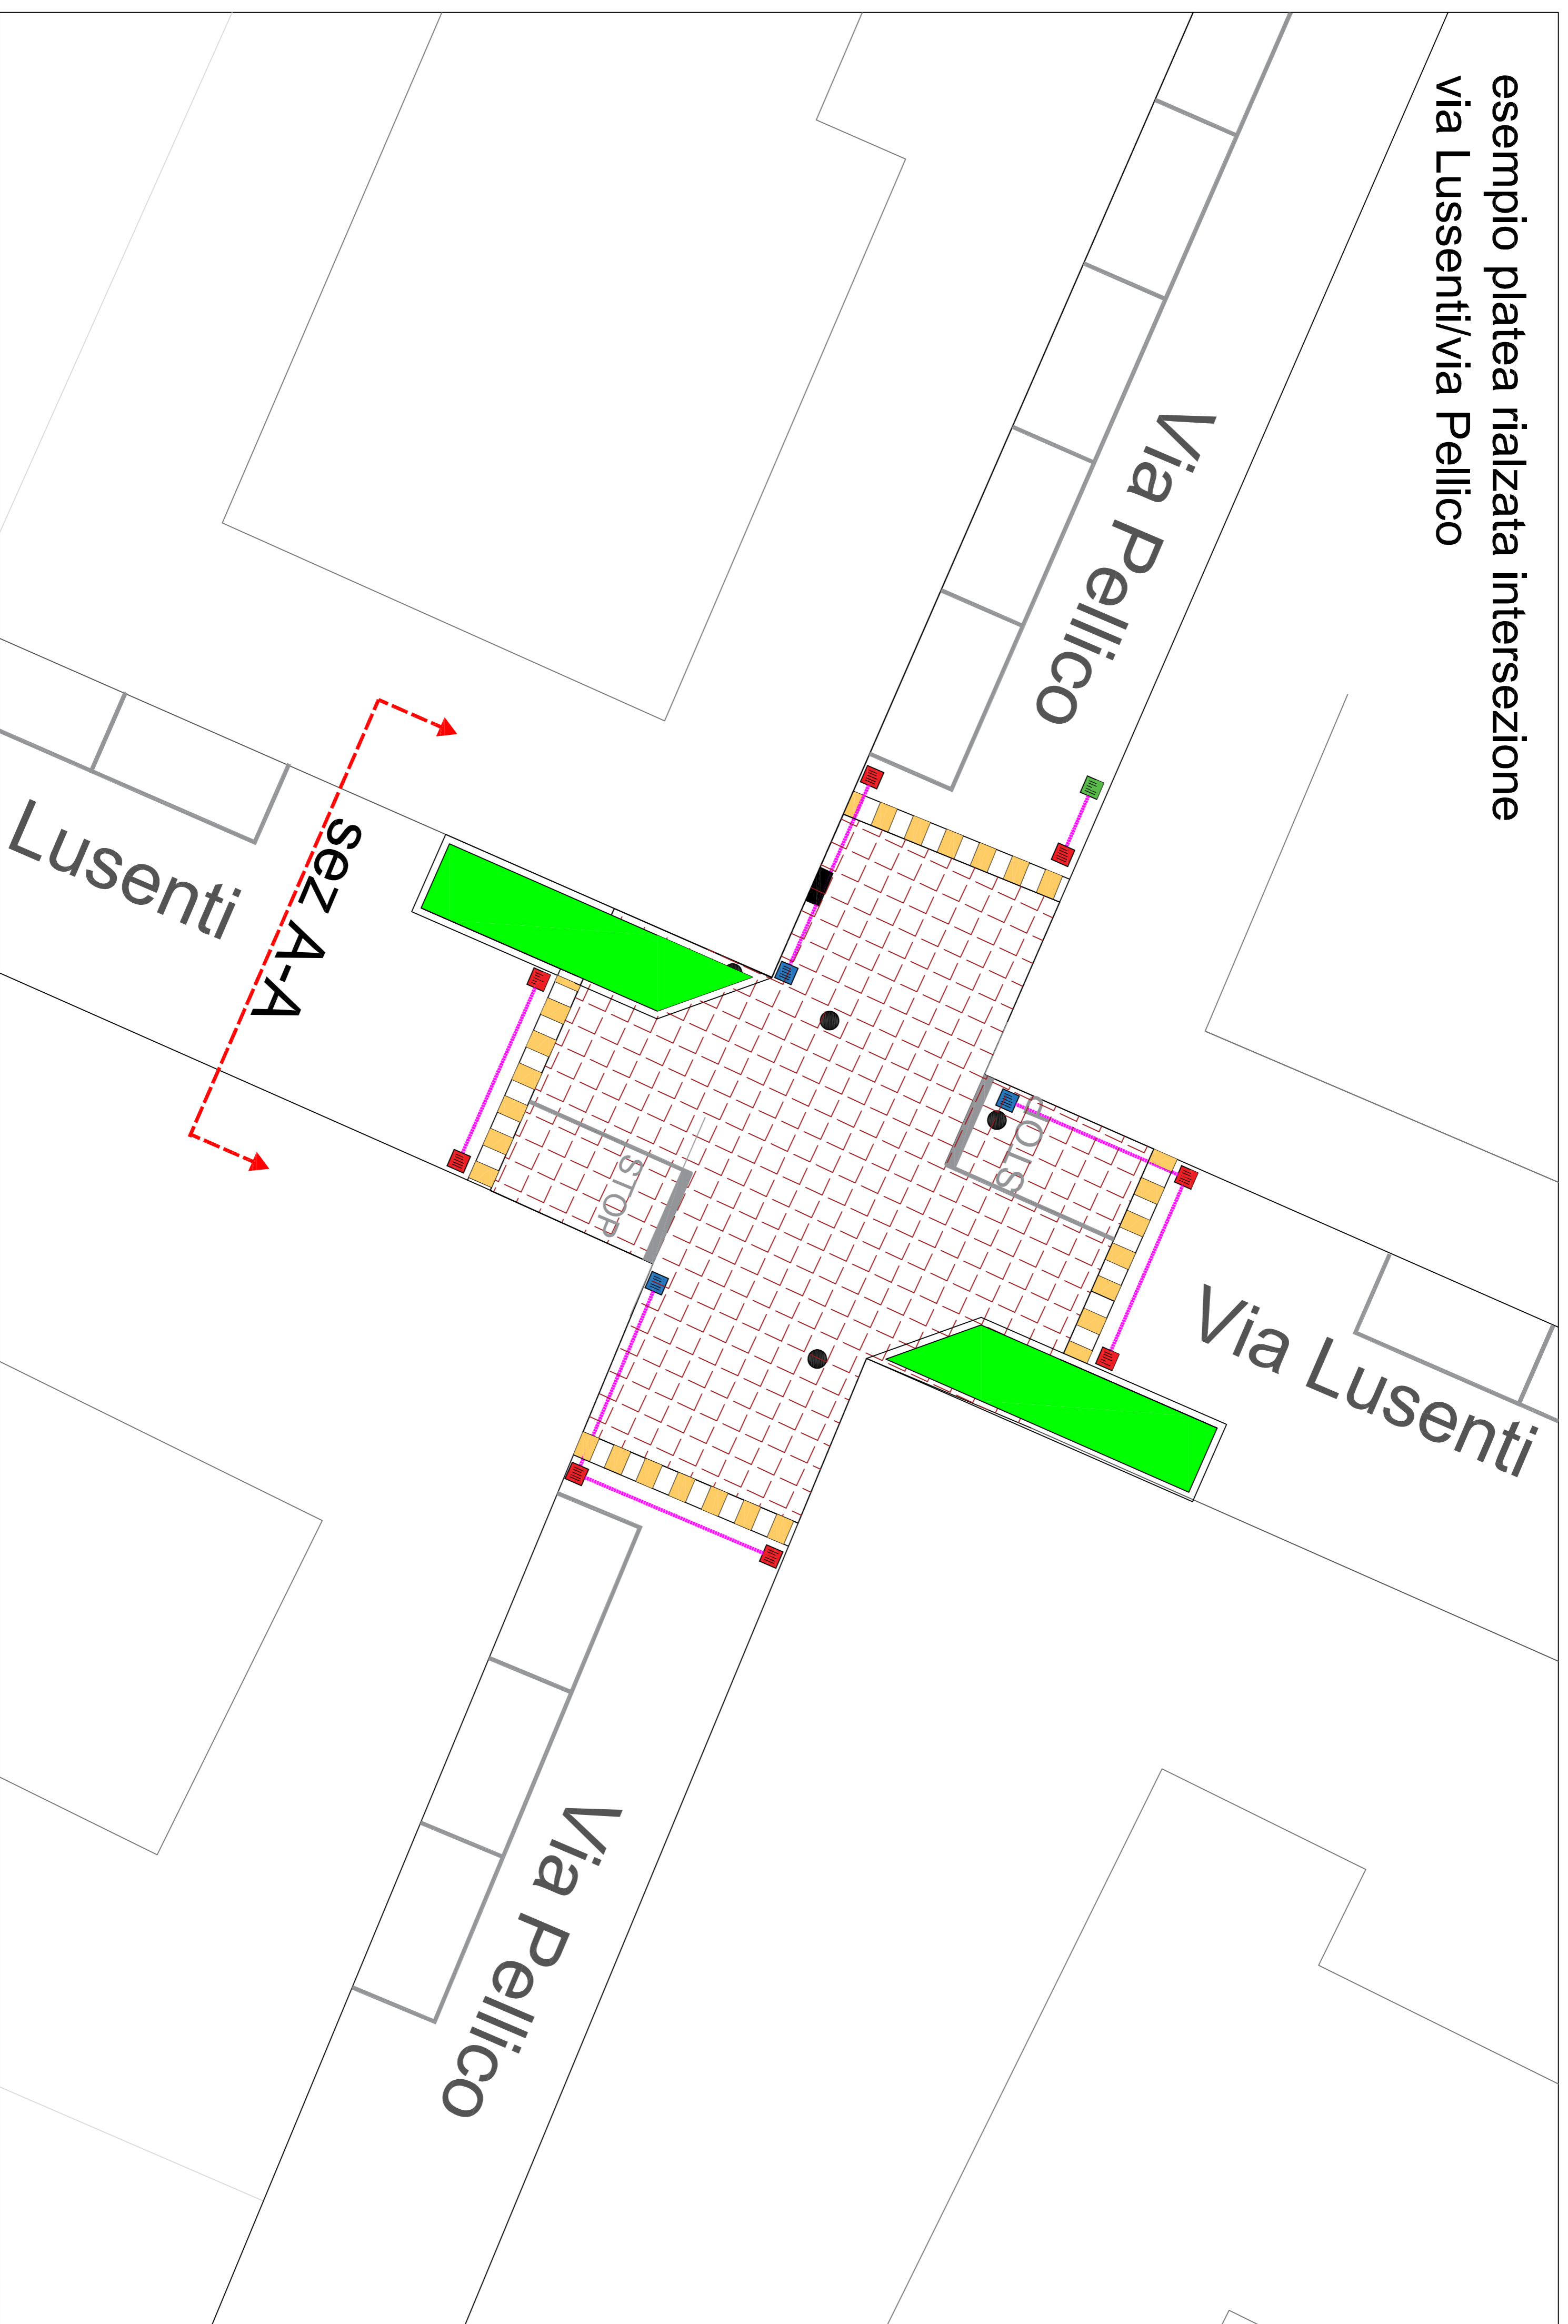 esempio platea rialzata intersezione
via Lussenti/via Pellico
Via Pellico
Lusenti
sez A-A
STOP
STOP
Via Lusenti
Via Pellico